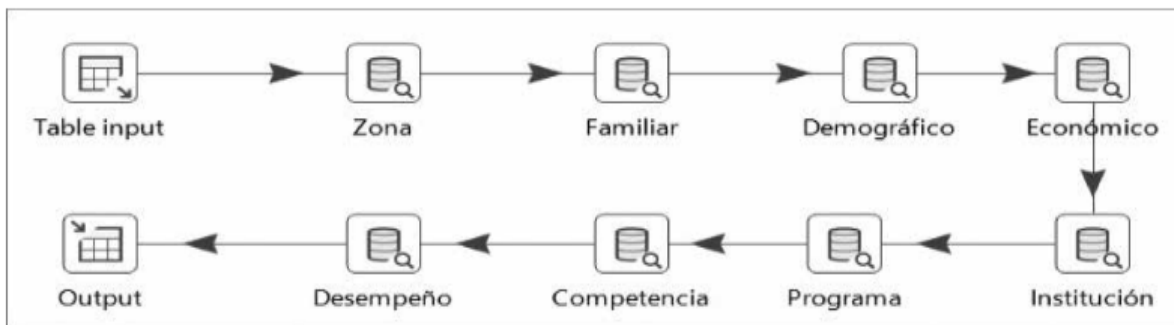 Table input
Zona
Familiar
Demográfico
Económico
Output
Desempeño
Competencia
Programa
Institución